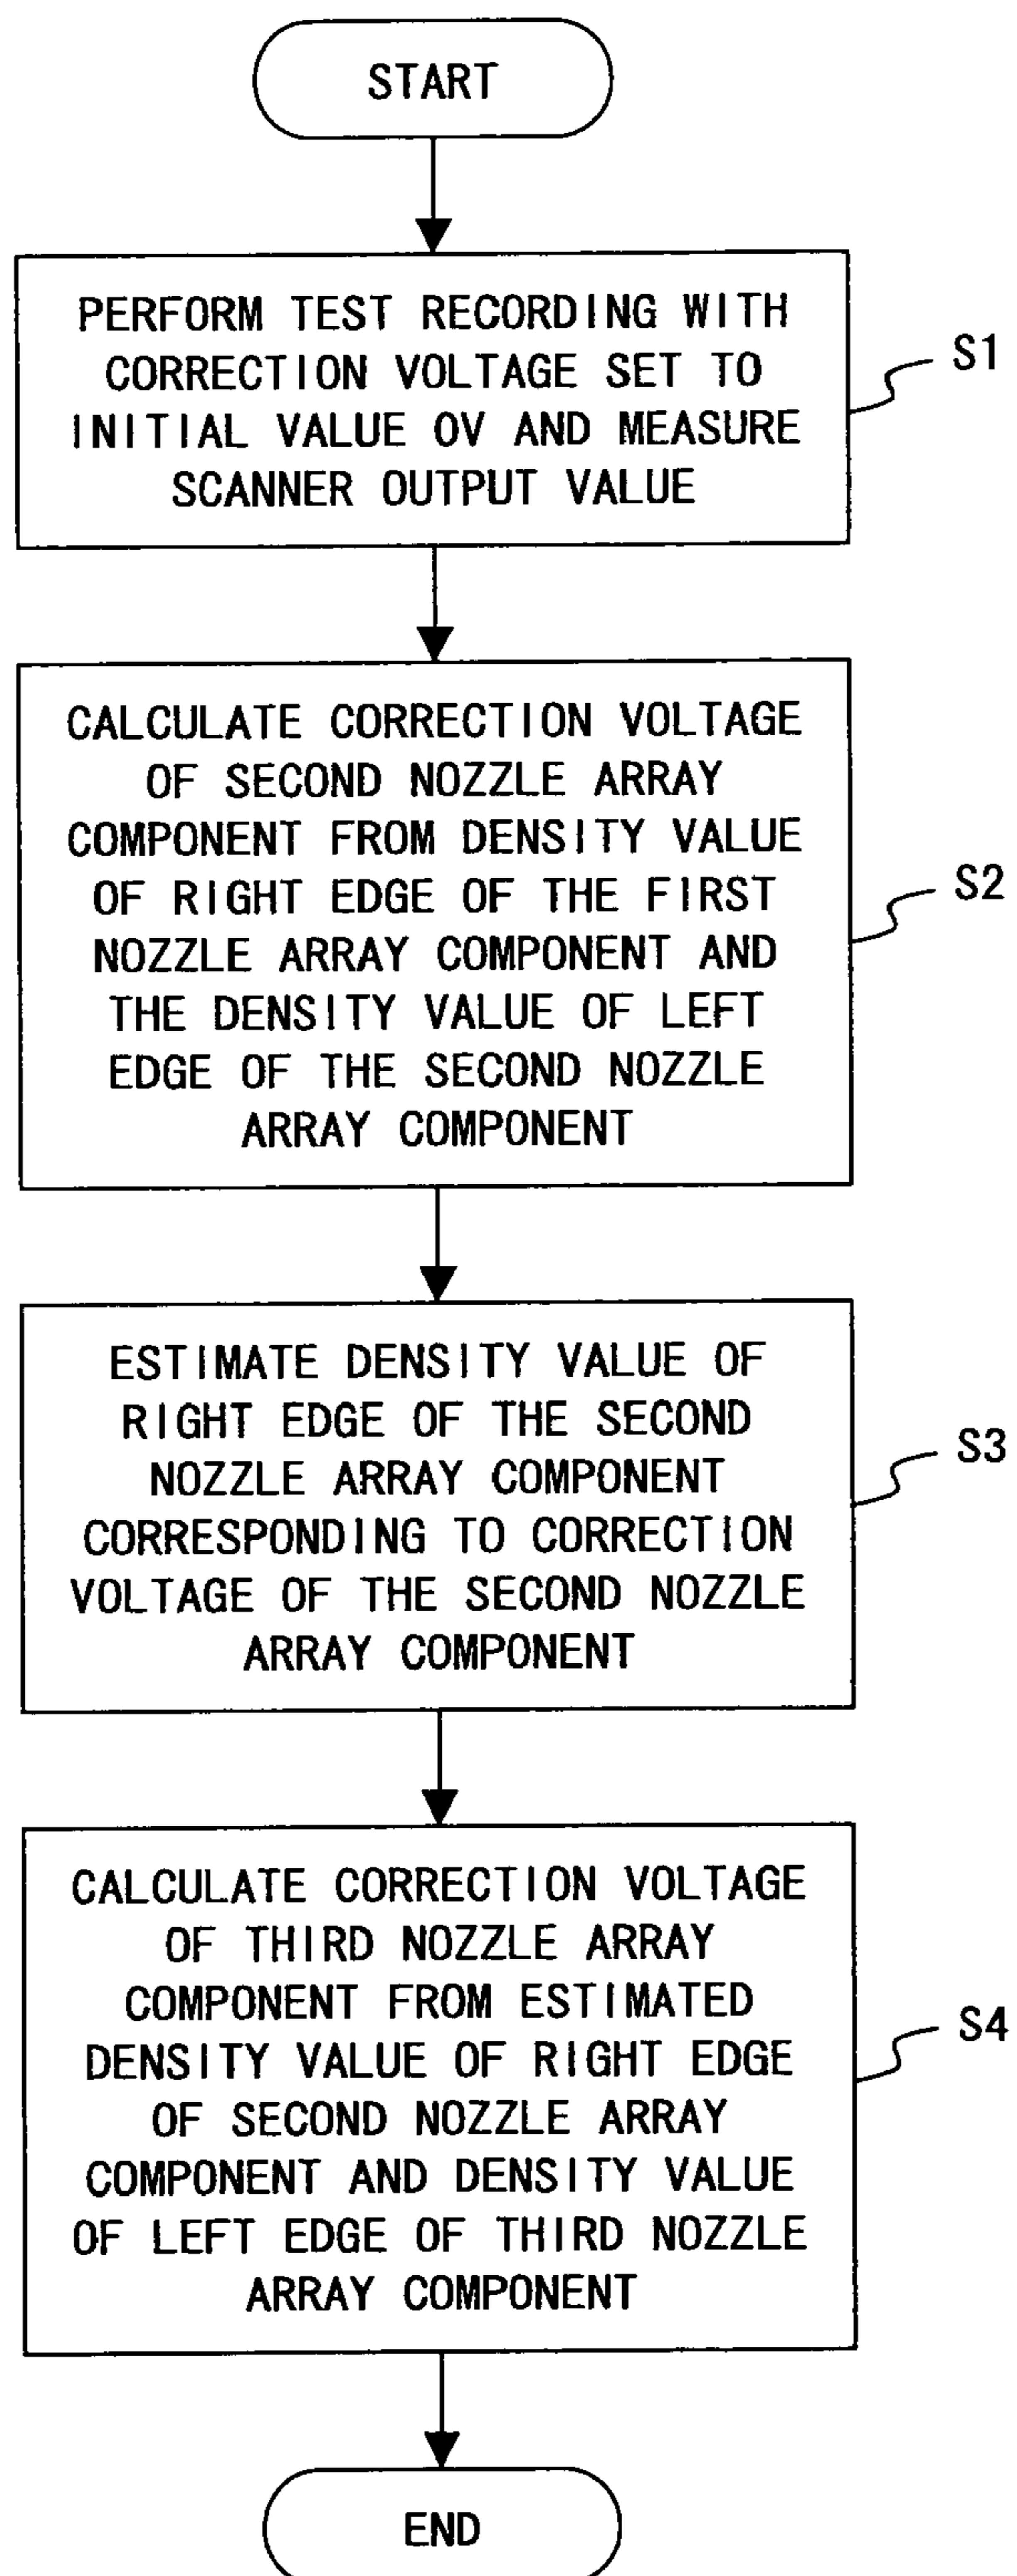 START
PERFORM TEST RECORDING WITH
CORRECTION VOLTAGE SET TO
INITIAL VALUE 0V AND MEASURE
SCANNER OUTPUT VALUE
S1
CALCULATE CORRECTION VOLTAGE
OF SECOND NOZZLE ARRAY
COMPONENT FROM DENSITY VALUE
OF RIGHT EDGE OF THE FIRST
NOZZLE ARRAY COMPONENT AND
THE DENSITY VALUE OF LEFT
EDGE OF THE SECOND NOZZLE
ARRAY COMPONENT
S2
ESTIMATE DENSITY VALUE OF
RIGHT EDGE OF THE SECOND
NOZZLE ARRAY COMPONENT
CORRESPONDING TO CORRECTION
VOLTAGE OF THE SECOND NOZZLE
ARRAY COMPONENT
S3
CALCULATE CORRECTION VOLTAGE
OF THIRD NOZZLE ARRAY
COMPONENT FROM ESTIMATED
DENSITY VALUE OF RIGHT EDGE
OF SECOND NOZZLE ARRAY
COMPONENT AND DENSITY VALUE
OF LEFT EDGE OF THIRD NOZZLE
ARRAY COMPONENT
S4
END